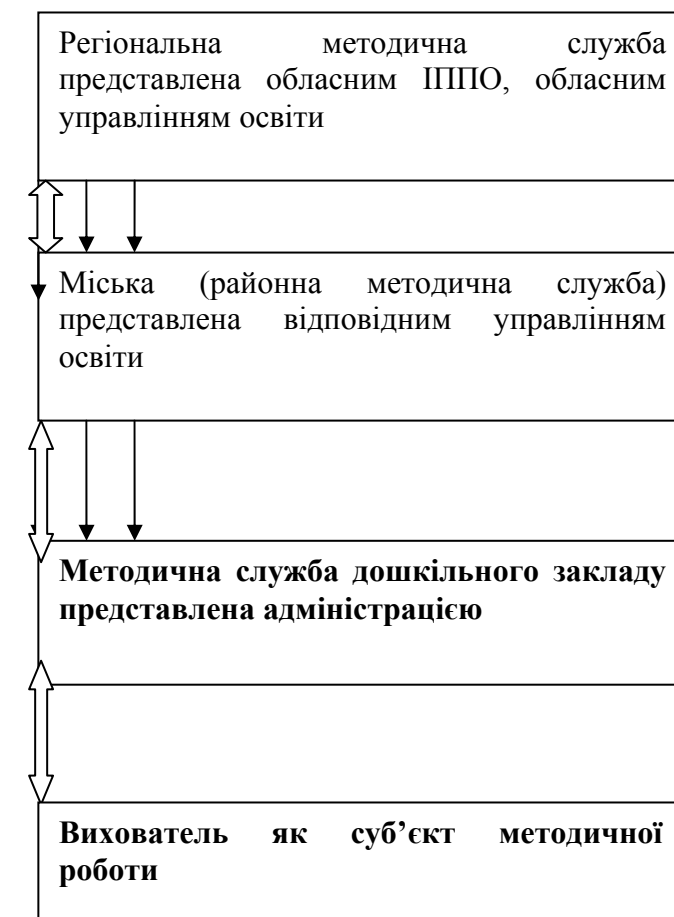 Регіональна методична служба
представлена обласним ІППО, обласним
управлінням освіти
Міська (районна методична служба)
представлена відповідним управлінням
освіти
Методична служба дошкільного закладу
представлена адміністрацією
Вихователь як суб’єкт методичної
роботи